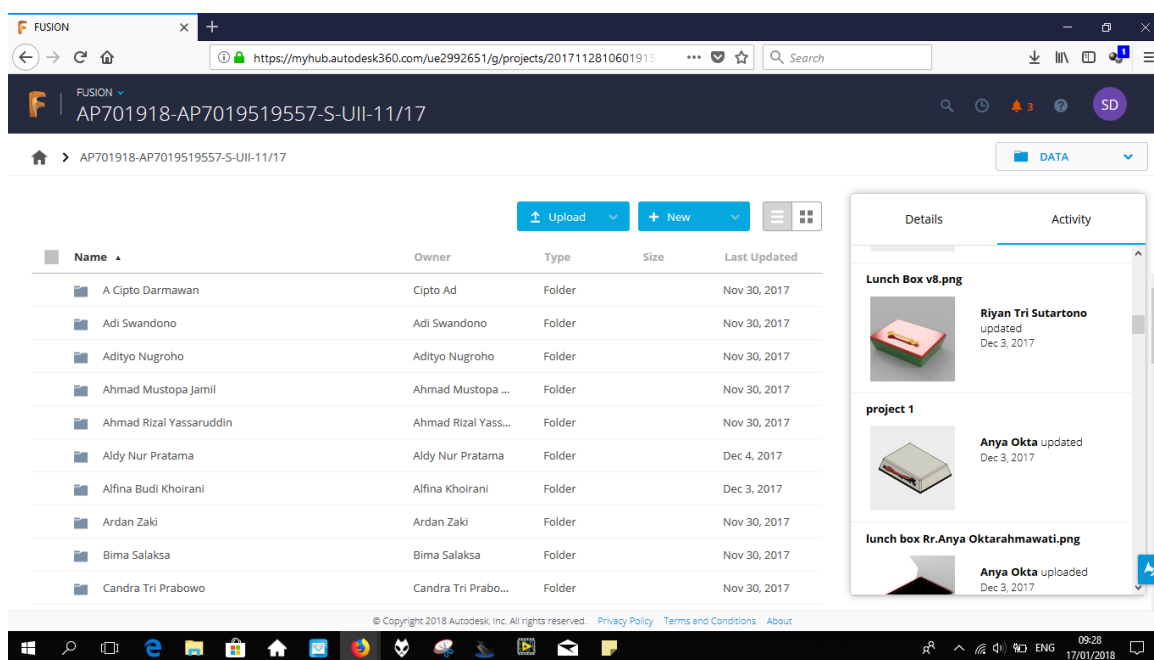 FUSION
https://myhub.autodesk360.com/ue2992651/g/projects/2017112810601915
Search
1
FUSION
AP701918-AP7019519557-S-UII-11/17
3
SD
AP701918-AP7019519557-S-UII-11/17
DATA
Upload
New
Name Owner Type Size Last Updated
A Cipto Darmawan Cipto Ad Folder Nov 30, 2017
Adi Swandono Adi Swandono Folder Nov 30, 2017
Adityo Nugroho Adityo Nugroho Folder Nov 30, 2017
Ahmad Mustopa Jamil Ahmad Mustopa ... Folder Nov 30, 2017
Ahmad Rizal Yassaruddin Ahmad Rizal Yass... Folder Nov 30, 2017
Aldy Nur Pratama Aldy Nur Pratama Folder Dec 4, 2017
Alfina Budi Khoirani Alfina Khoirani Folder Dec 3, 2017
Ardan Zaki Ardan Zaki Folder Nov 30, 2017
Bima Salaksa Bima Salaksa Folder Nov 30, 2017
Candra Tri Prabowo Candra Tri Prabo... Folder Nov 30, 2017
Details Activity
Lunch Box v8.png
Riyan Tri Sutartono
updated
Dec 3, 2017
project 1
Anya Okta updated
Dec 3, 2017
lunch box Rr.Anya Oktarahmawati.png
Anya Okta uploaded
Dec 3, 2017
© Copyright 2018 Autodesk, Inc. All rights reserved. Privacy Policy Terms and Conditions About
ENG
09:28
17/01/2018